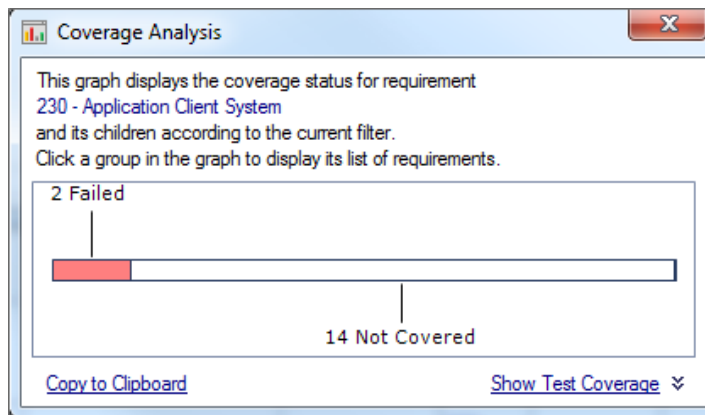 Coverage Analysis
This graph displays the coverage status for requirement
230 - Application Client System
and its children according to the current filter.
Click a group in the graph to display its list of requirements.
2 Failed
14 Not Covered
Copy to Clipboard
Show Test Coverage